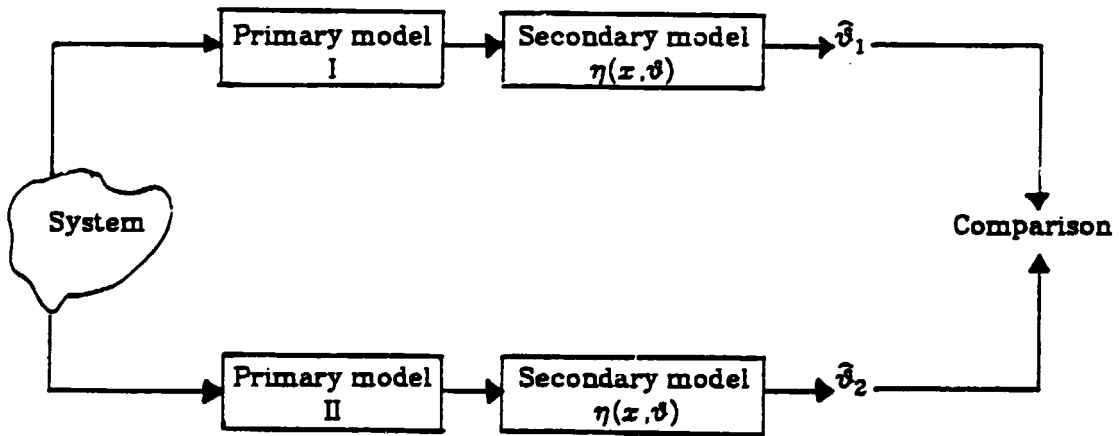 Primary model
I
Secondary model
η(x,ϑ)
ϑ̂₁
System
Comparison
Primary model
II
Secondary model
η(x,ϑ)
ϑ̂₂